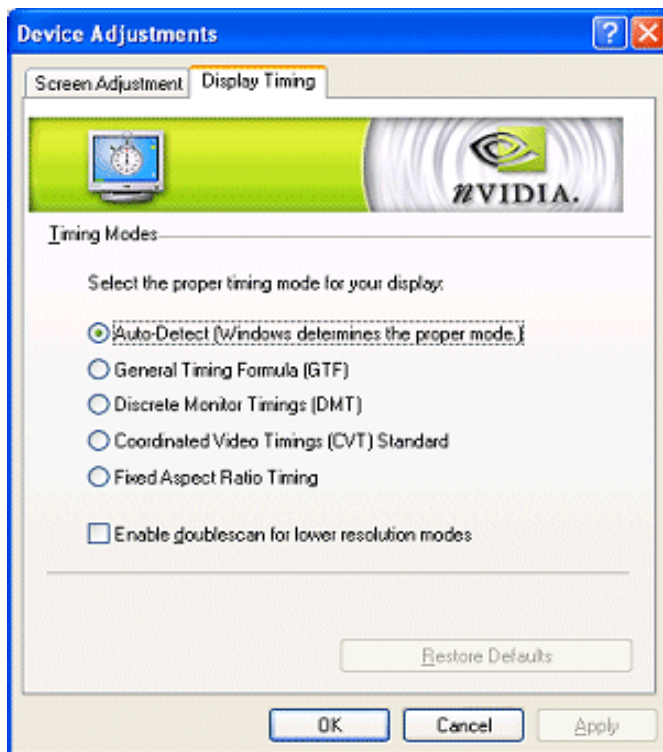 Device Adjustments
Screen Adjustment
Display Timing
nVIDIA.
Timing Modes
Select the proper timing mode for your display:
Auto-Detect (Windows determines the proper mode.)
General Timing Formula (GTF)
Discrete Monitor Timings (DMT)
Coordinated Video Timings (CVT) Standard
Fixed Aspect Ratio Timing
Enable doublescan for lower resolution modes
Restore Defaults
OK
Cancel
Apply